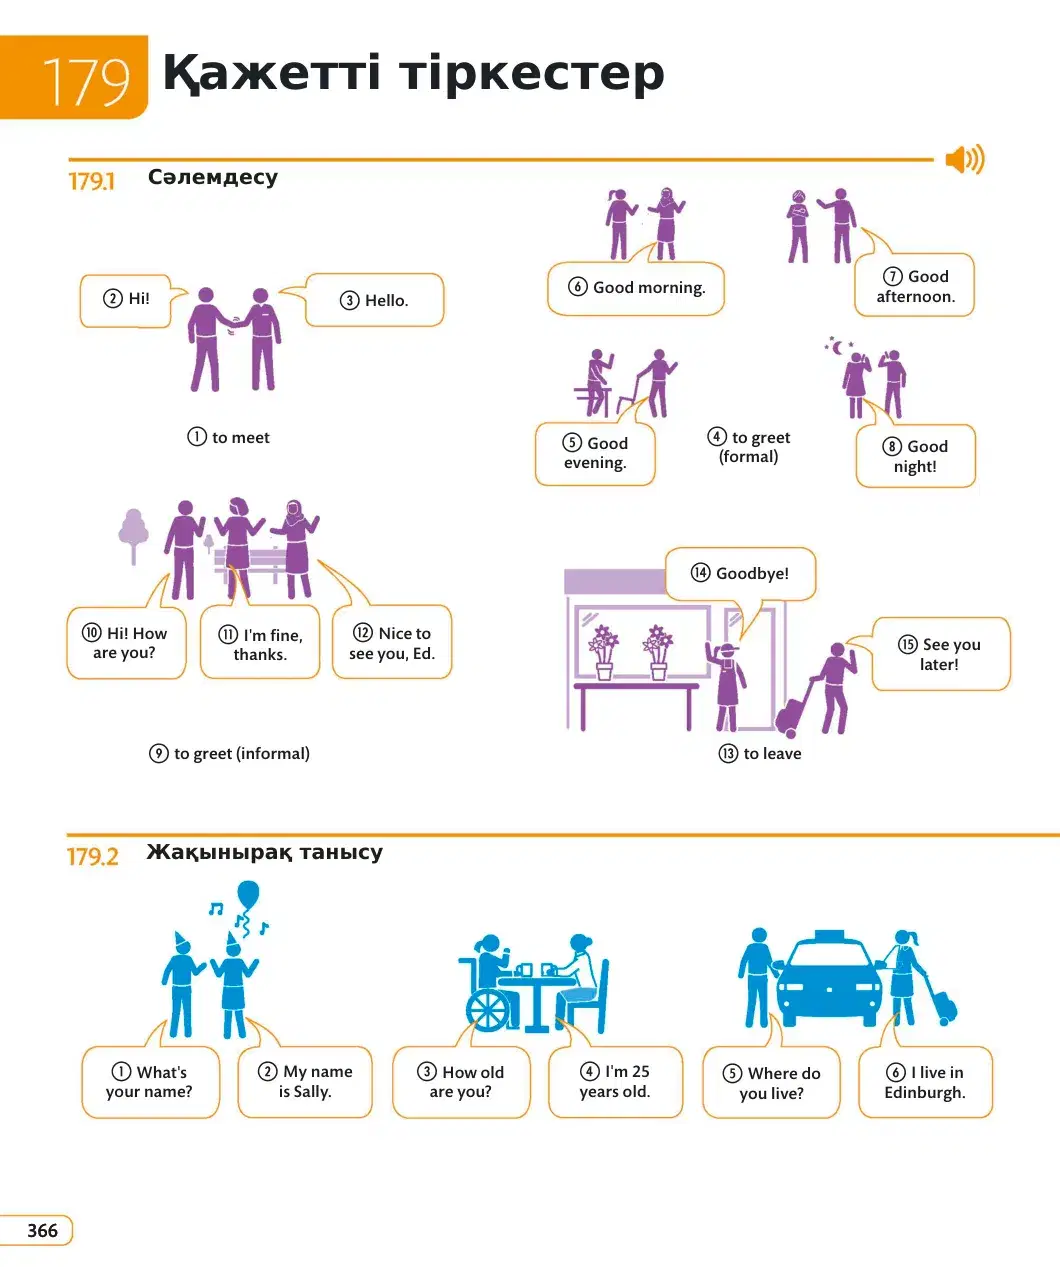 179
Қажетті тіркестер
179.1 Сәлемдесу
② Hi!
③ Hello.
① to meet
⑥ Good morning.
⑦ Good
afternoon.
⑤ Good
evening.
④ to greet
(formal)
⑧ Good
night!
⑩ Hi! How
are you?
⑪ I'm fine,
thanks.
⑫ Nice to
see you, Ed.
⑨ to greet (informal)
⑭ Goodbye!
⑮ See you
later!
⑬ to leave
179.2 Жақынырақ танысу
① What's
your name?
② My name
is Sally.
③ How old
are you?
④ I'm 25
years old.
⑤ Where do
you live?
⑥ I live in
Edinburgh.
366